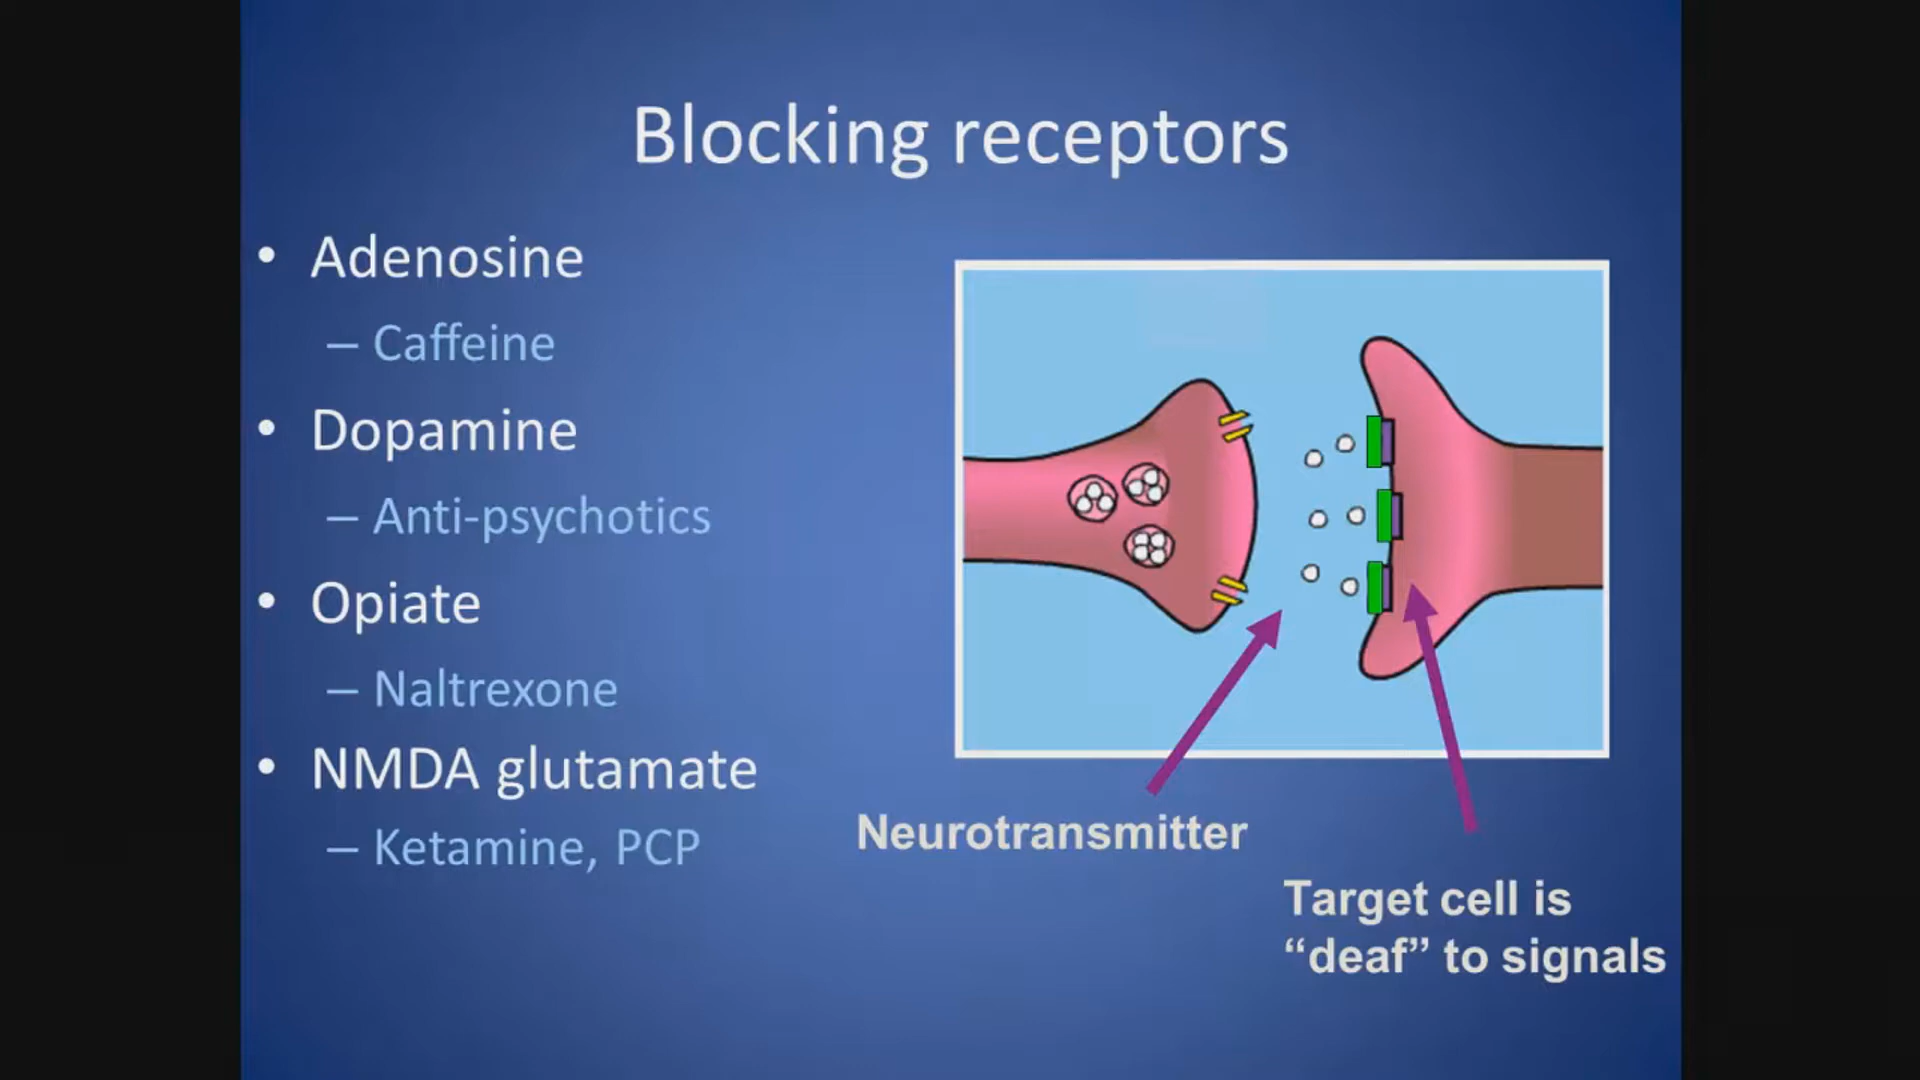 Blocking receptors
• Adenosine
– Caffeine
• Dopamine
– Anti-psychotics
• Opiate
– Naltrexone
• NMDA glutamate
– Ketamine, PCP
Neurotransmitter
Target cell is
“deaf” to signals